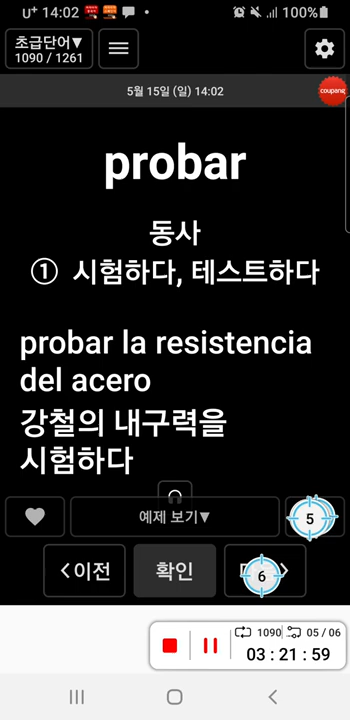 U+ 14:02 100%
초급단어▼
1090 / 1261
5월 15일 (일) 14:02
coupang
probar
동사
① 시험하다, 테스트하다
probar la resistencia
del acero
강철의 내구력을
시험하다
예제 보기▼
5
<이전
확인
6
1090 05 / 06
03 : 21 : 59